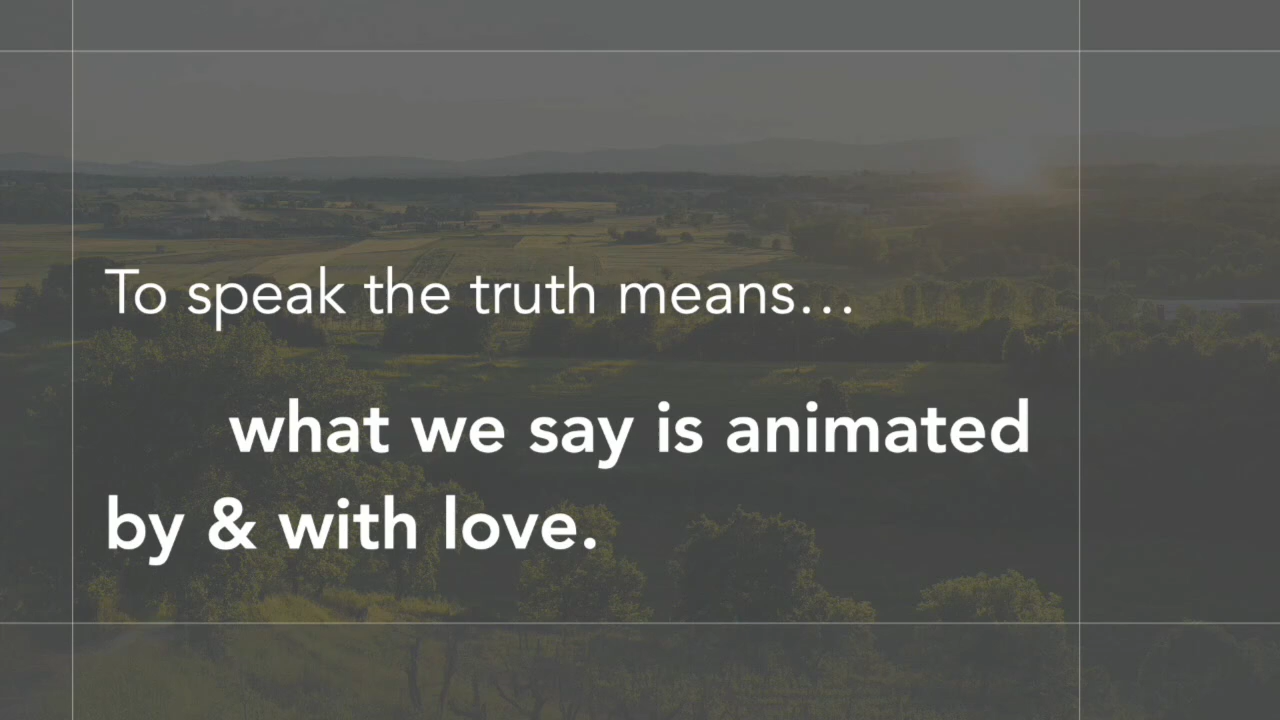 To speak the truth means…
what we say is animated
by & with love.